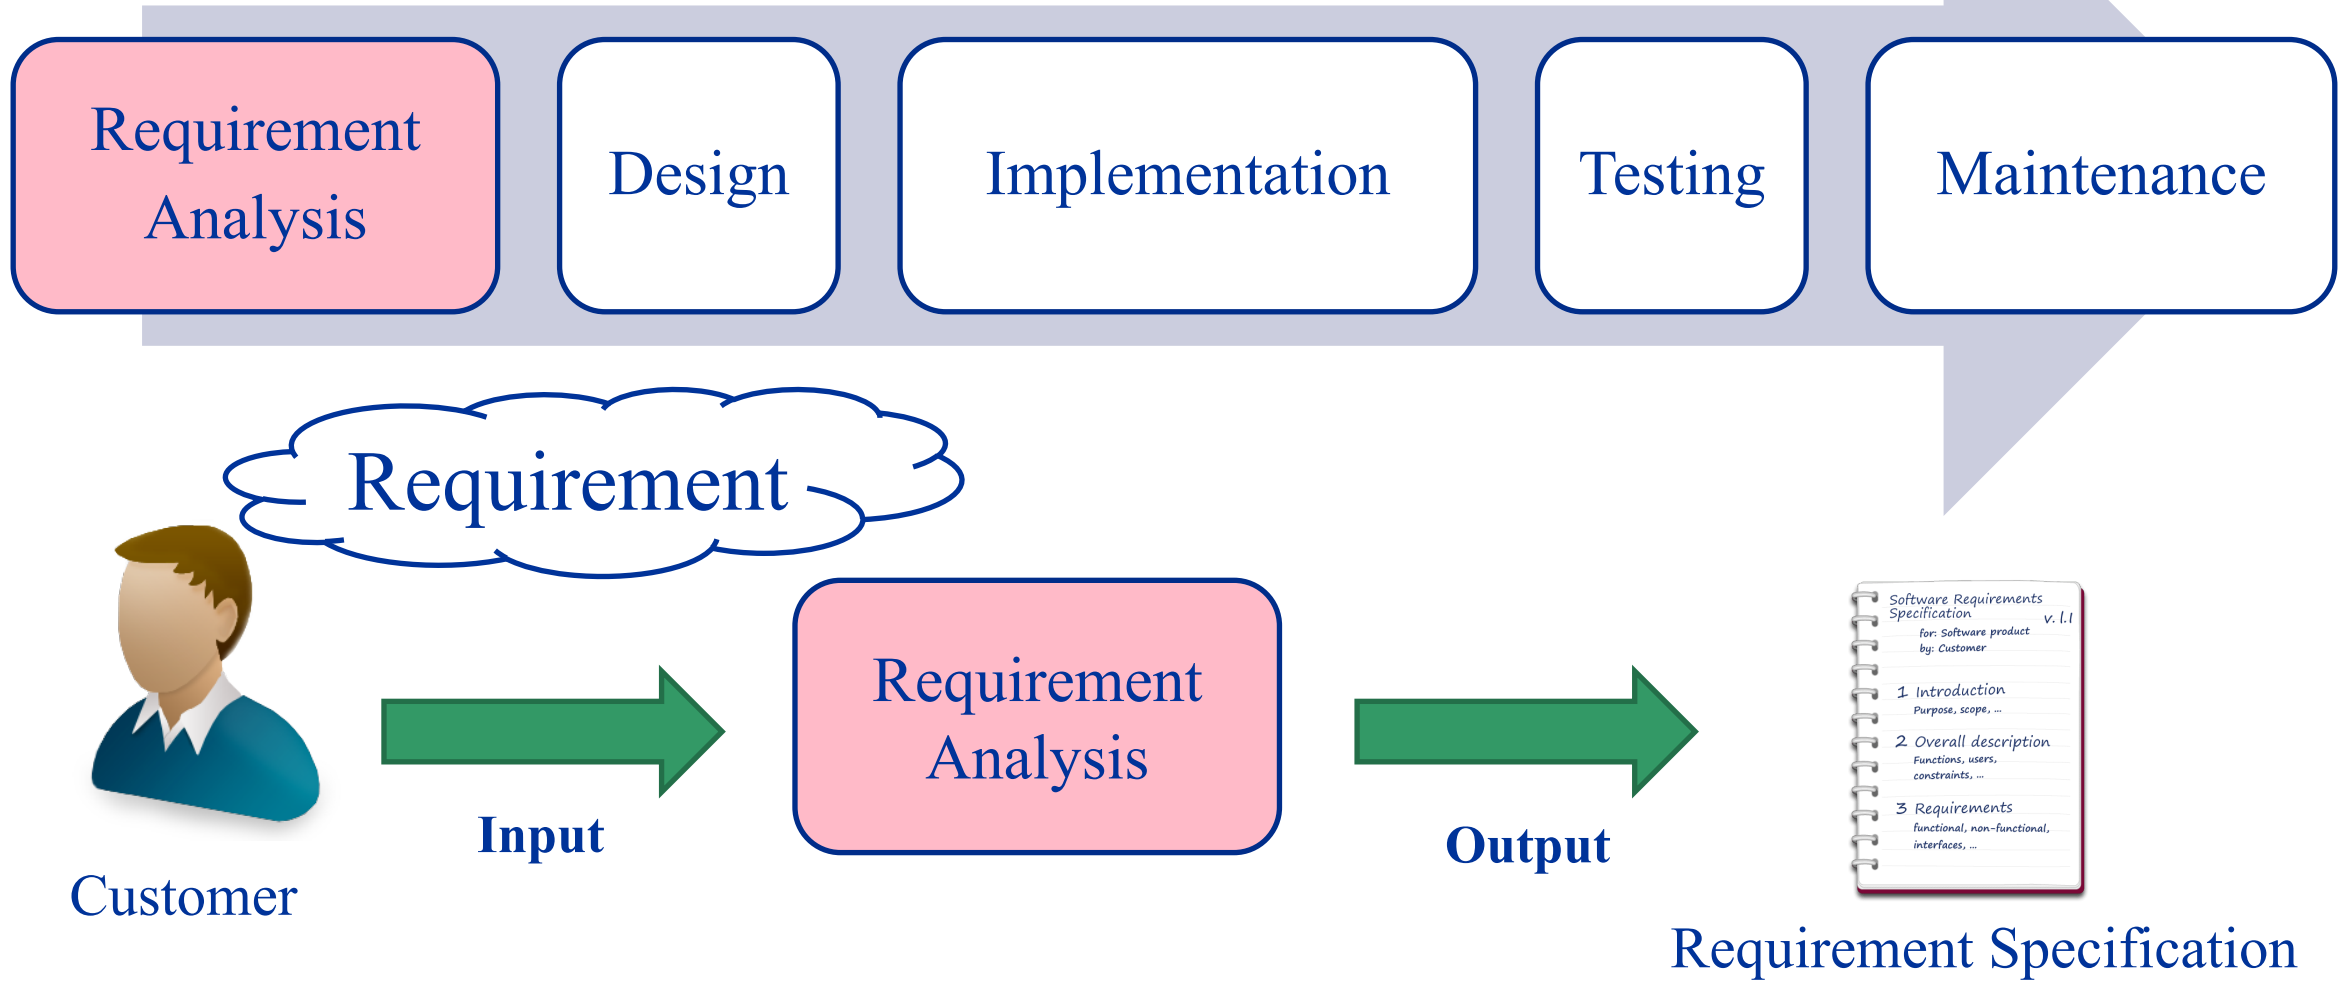 Requirement
Analysis
Design
Implementation
Testing
Maintenance
Requirement
Customer
Input
Requirement
Analysis
Output
Software Requirements
Specification
v. 1.1
for: Software product
by: Customer
1 Introduction
Purpose, scope, ...
2 Overall description
Functions, users,
constraints, ...
3 Requirements
functional, non-functional,
interfaces, ...
Requirement Specification